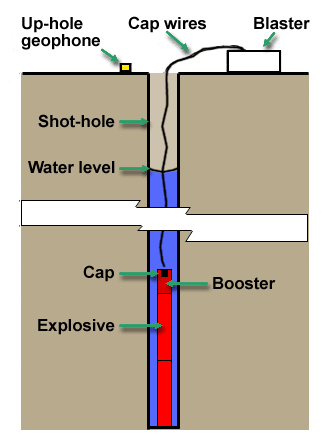 Up-hole
geophone
Cap wires
Blaster
Shot-hole
Water level
Cap
Booster
Explosive